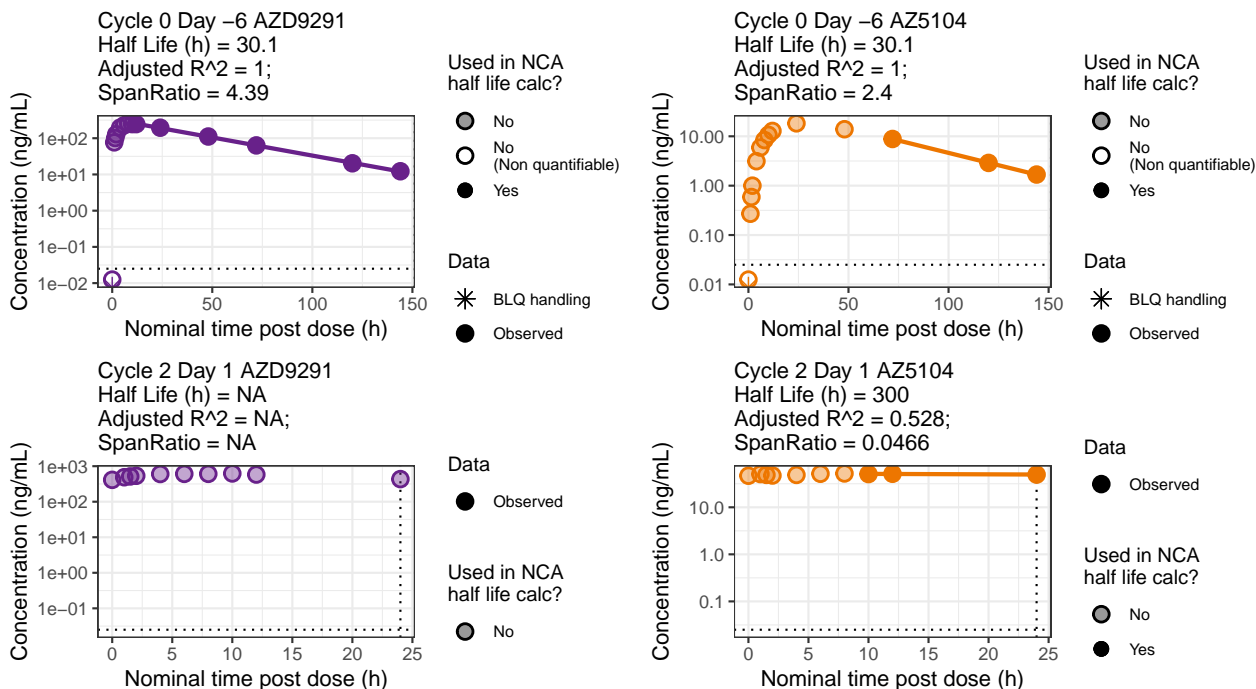 Cycle 0 Day −6 AZD9291
Half Life (h) = 30.1
Adjusted R^2 = 1;
SpanRatio = 4.39
Concentration (ng/mL)
1e+02
1e+01
1e+00
1e−01
1e−02
0 50 100 150
Nominal time post dose (h)
Used in NCA
half life calc?
No
No
(Non quantifiable)
Yes
Data
BLQ handling
Observed
Cycle 0 Day −6 AZ5104
Half Life (h) = 30.1
Adjusted R^2 = 1;
SpanRatio = 2.4
Concentration (ng/mL)
10.00
1.00
0.10
0.01
0 50 100 150
Nominal time post dose (h)
Used in NCA
half life calc?
No
No
(Non quantifiable)
Yes
Data
BLQ handling
Observed
Cycle 2 Day 1 AZD9291
Half Life (h) = NA
Adjusted R^2 = NA;
SpanRatio = NA
Concentration (ng/mL)
1e+03
1e+02
1e+01
1e+00
1e−01
0 5 10 15 20 25
Nominal time post dose (h)
Data
Observed
Used in NCA
half life calc?
No
Cycle 2 Day 1 AZ5104
Half Life (h) = 300
Adjusted R^2 = 0.528;
SpanRatio = 0.0466
Concentration (ng/mL)
10.0
1.0
0.1
0 5 10 15 20 25
Nominal time post dose (h)
Data
Observed
Used in NCA
half life calc?
No
Yes